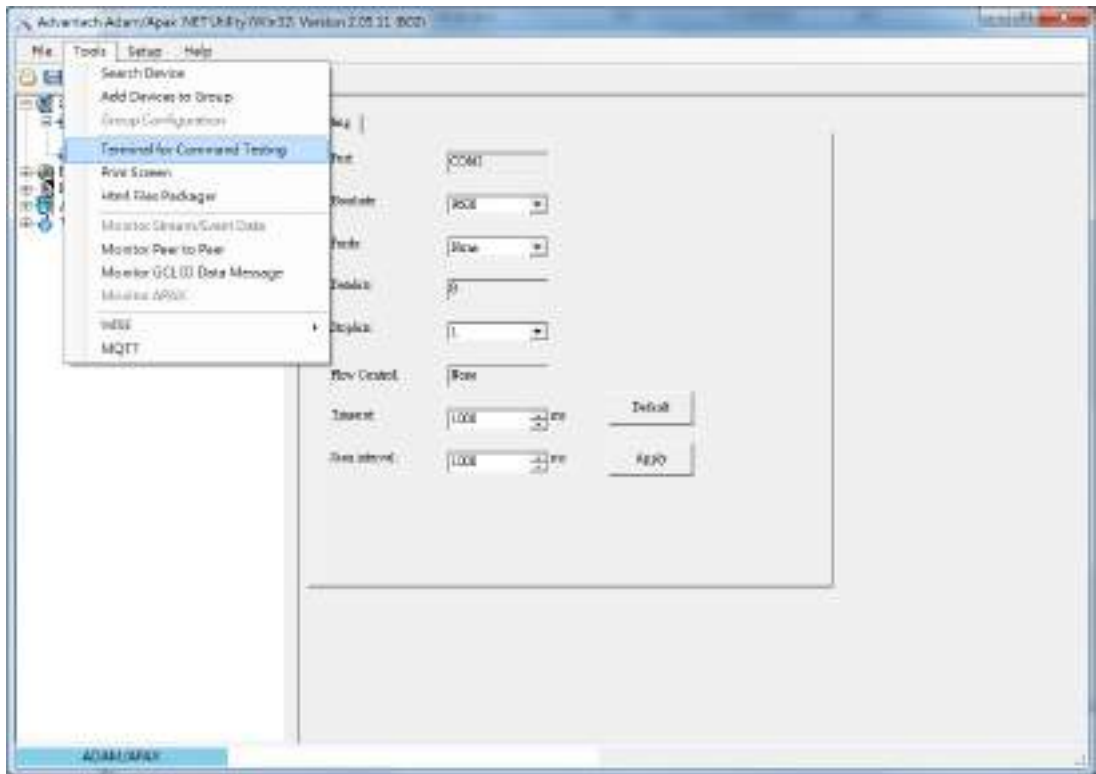 Advantech Adam/Apax .NET Utility (Win32) Version 2.05.11 (B02)
File Tools Setup Help
Search Device
Add Devices to Group
Group Configuration
Terminal for Command Testing
Print Screen
Html Files Packager
Monitor Stream/Event Data
Monitor Peer to Peer
Monitor GCL IO Data Message
Monitor APAX
WISE
MQTT
Port COM1
Baudrate 9600
Parity None
Databits 8
Stopbits 1
Flow Control: None
Timeout 1000 ms Default
Scan interval: 1000 ms Apply
ADAM/APAX